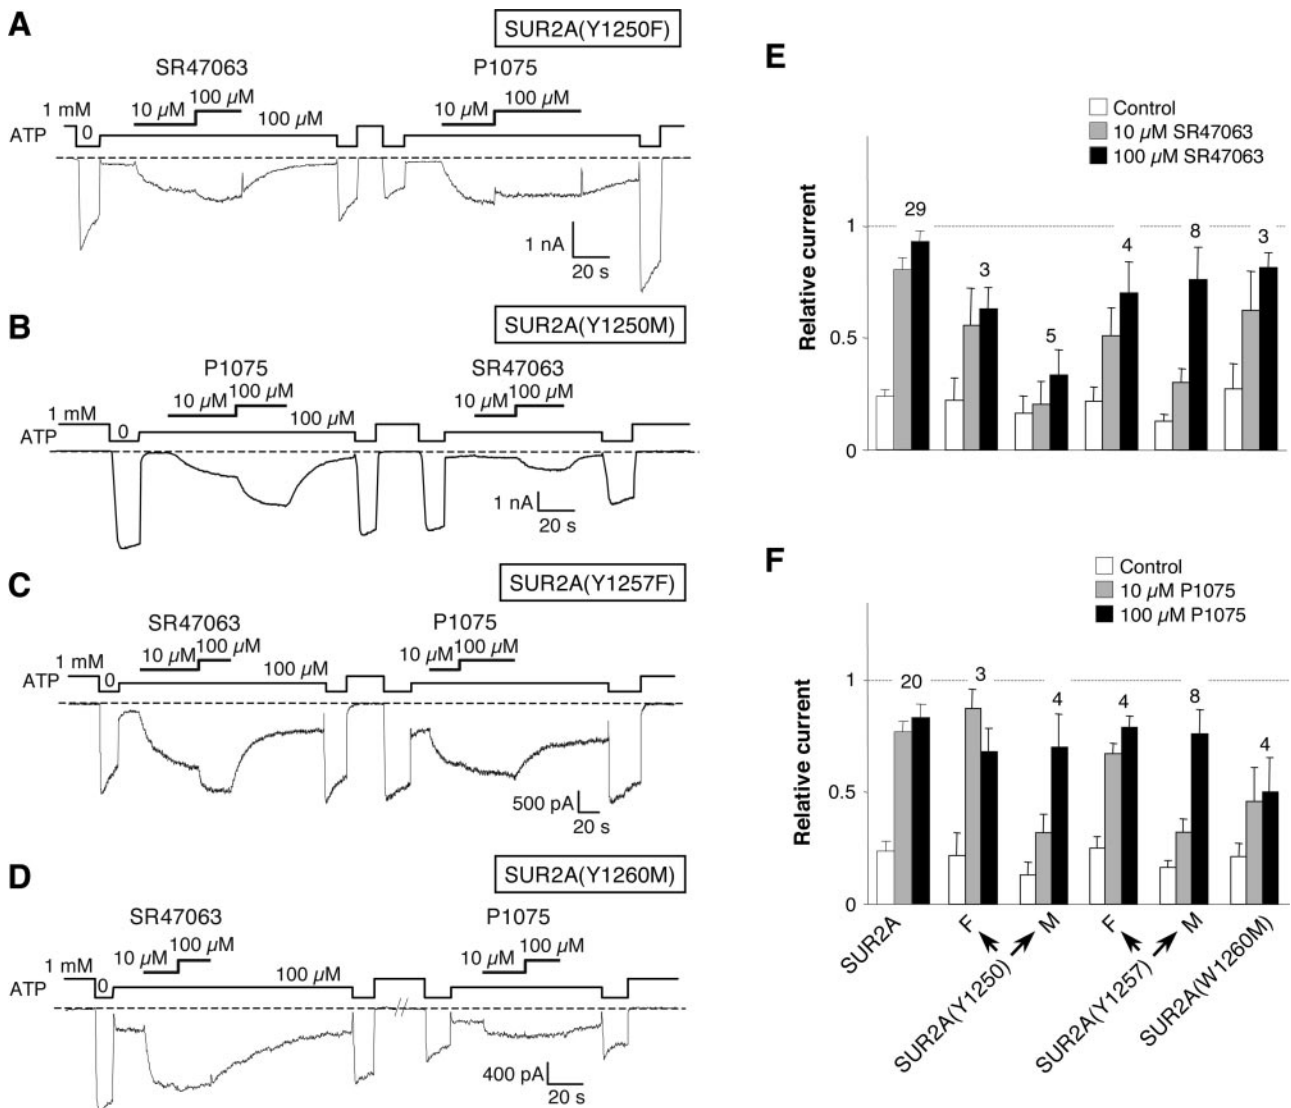 A
SUR2A(Y1250F)
SR47063
P1075
10 µM
100 µM
10 µM
100 µM
1 mM
0
100 µM
ATP
1 nA
20 s
B
SUR2A(Y1250M)
P1075
SR47063
10 µM
100 µM
10 µM
100 µM
1 mM
0
100 µM
ATP
1 nA
20 s
C
SUR2A(Y1257F)
SR47063
P1075
10 µM
100 µM
10 µM
100 µM
1 mM
0
100 µM
ATP
500 pA
20 s
D
SUR2A(Y1260M)
SR47063
P1075
10 µM
100 µM
10 µM
100 µM
1 mM
0
100 µM
ATP
400 pA
20 s
E
Control
10 µM SR47063
100 µM SR47063
Relative current
1
0.5
0
29
3
5
4
8
3
F
Control
10 µM P1075
100 µM P1075
Relative current
1
0.5
0
20
3
4
4
8
4
SUR2A
F
M
SUR2A(Y1250)
F
M
SUR2A(Y1257)
SUR2A(W1260M)